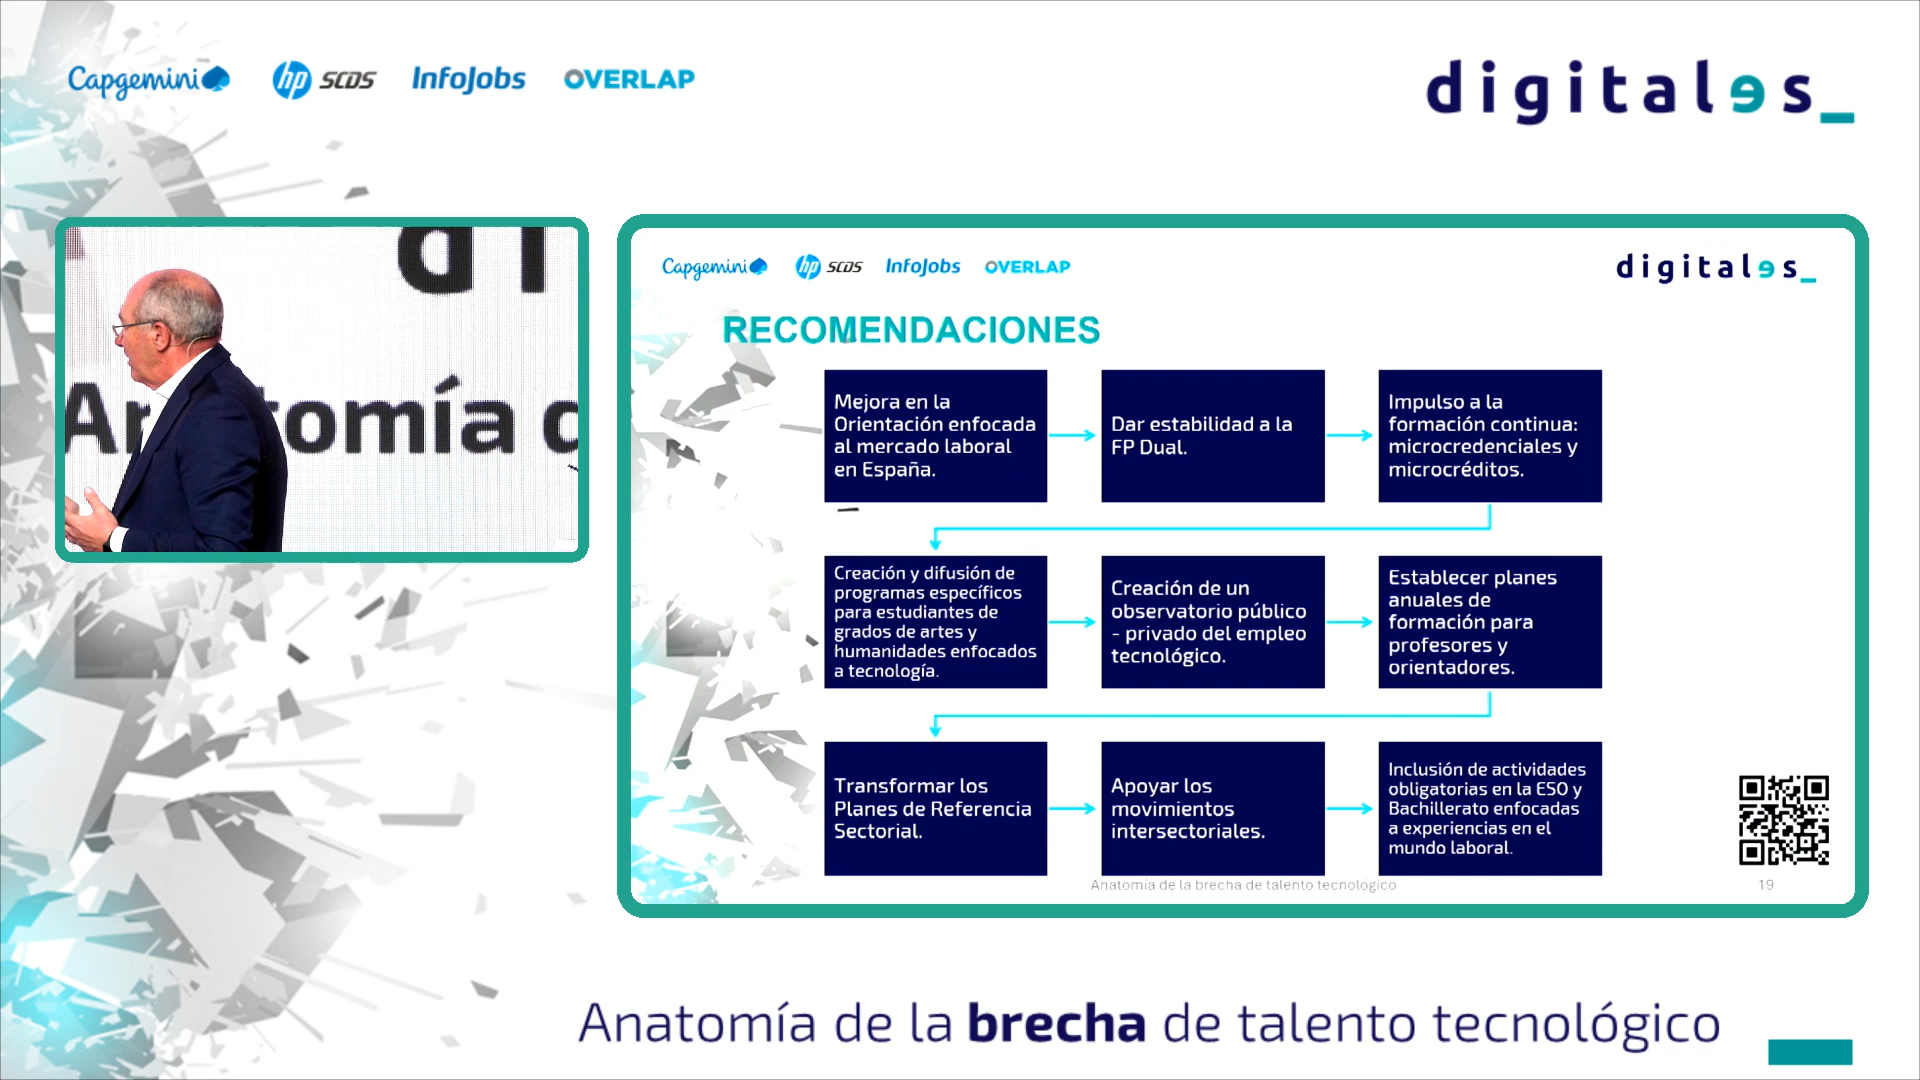 Capgemini hp SCDS InfoJobs OVERLAP
digitales_
Anatomía d
Capgemini hp SCDS InfoJobs OVERLAP
digitales_
RECOMENDACIONES
Mejora en la
Orientación enfocada
al mercado laboral
en España.
Dar estabilidad a la
FP Dual.
Impulso a la
formación continua:
microcredenciales y
microcréditos.
Creación y difusión de
programas específicos
para estudiantes de
grados de artes y
humanidades enfocados
a tecnología.
Creación de un
observatorio público
- privado del empleo
tecnológico.
Establecer planes
anuales de
formación para
profesores y
orientadores.
Transformar los
Planes de Referencia
Sectorial.
Apoyar los
movimientos
intersectoriales.
Inclusión de actividades
obligatorias en la ESO y
Bachillerato enfocadas
a experiencias en el
mundo laboral.
Anatomía de la brecha de talento tecnológico
19
Anatomía de la brecha de talento tecnológico